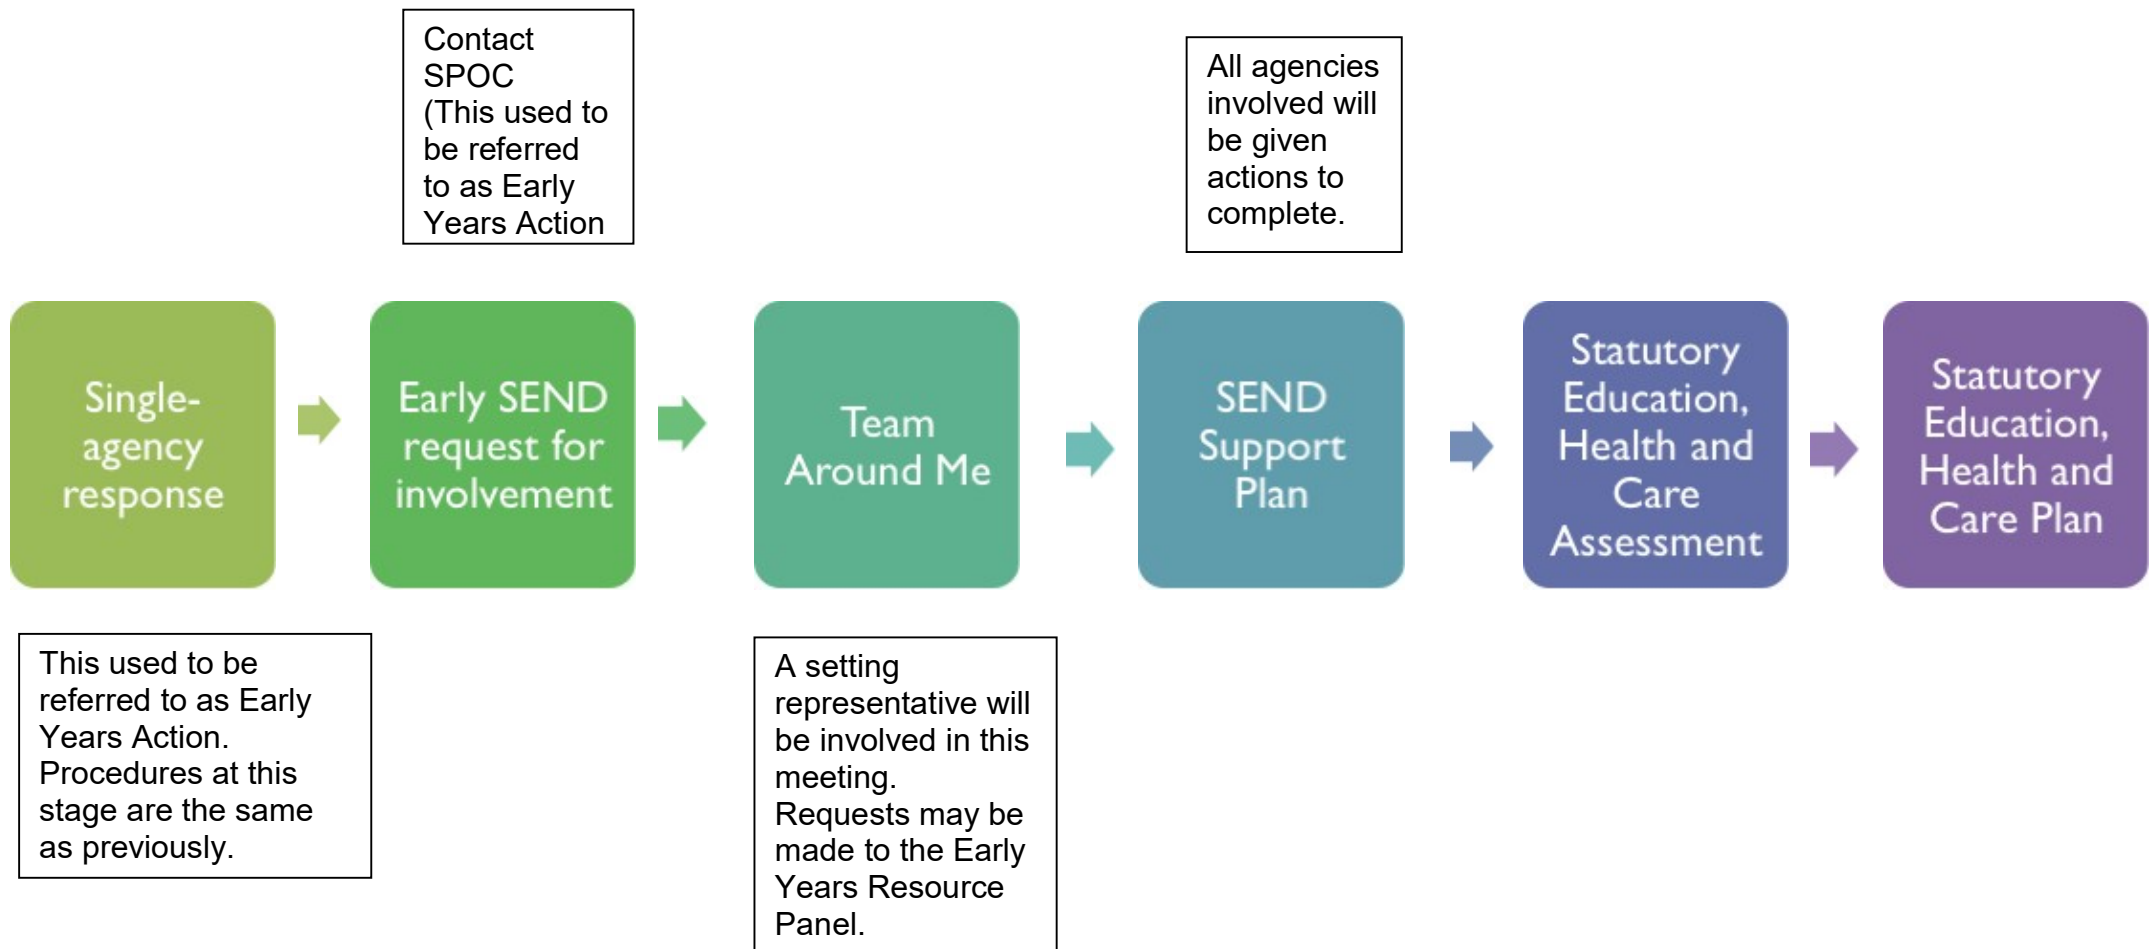 Contact
SPOC
(This used to
be referred
to as Early
Years Action
All agencies
involved will
be given
actions to
complete.
Single-
agency
response
Early SEND
request for
involvement
Team
Around Me
SEND
Support
Plan
Statutory
Education,
Health and
Care
Assessment
Statutory
Education,
Health and
Care Plan
This used to be
referred to as Early
Years Action.
Procedures at this
stage are the same
as previously.
A setting
representative will
be involved in this
meeting.
Requests may be
made to the Early
Years Resource
Panel.